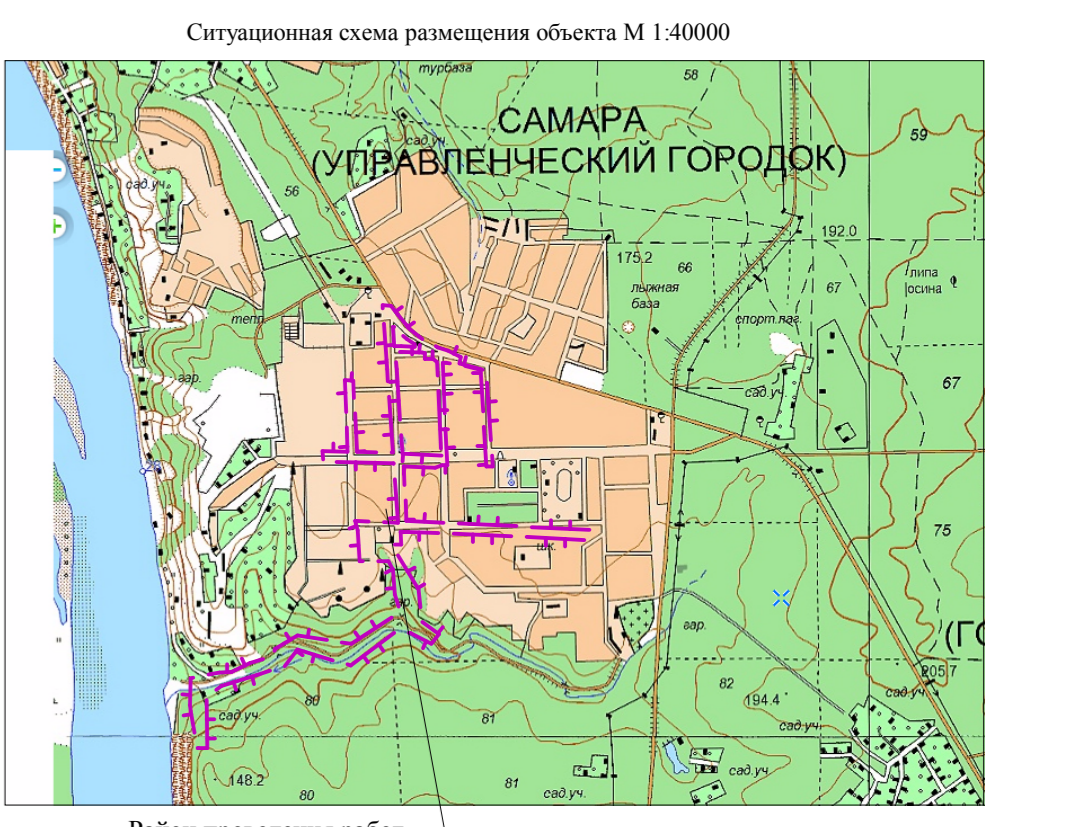 Ситуационная схема размещения объекта М 1:40000
турбаза
58
САМАРА
59
сад.уч.
(УПРАВЛЕНЧЕСКИЙ ГОРОДОК)
сад.уч.
56
192.0
175.2
66
липа
осина
67
лыжная
база
тепл.
спорт.лаг.
гар.
67
сад.уч.
75
шк.
гар.
гар.
(ГО
205.7
82
194.4
сад.уч.
80
сад.уч.
81
сад.уч.
148.2
сад.уч.
81
80
сад.уч.